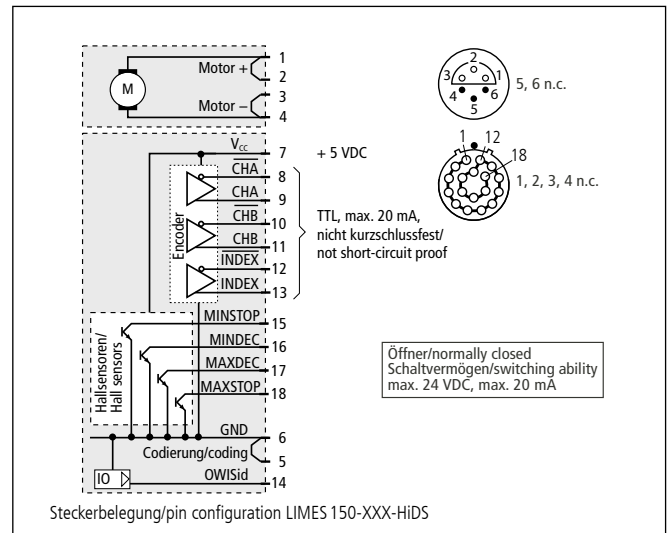 M
Motor +
1
2
Motor –
3
4
Vcc
7
+ 5 VDC
Encoder
C̅H̅A̅
8
CHA
9
C̅H̅B̅
10
CHB
11
I̅N̅D̅E̅X̅
12
INDEX
13
TTL, max. 20 mA,
nicht kurzschlussfest/
not short-circuit proof
Hallsensoren/
Hall sensors
MINSTOP
15
MINDEC
16
MAXDEC
17
MAXSTOP
18
GND
6
Codierung/coding
5
IO
OWISid
14
2
3
1
4
6
5
5, 6 n.c.
1
12
18
1, 2, 3, 4 n.c.
Öffner/normally closed
Schaltvermögen/switching ability
max. 24 VDC, max. 20 mA
Steckerbelegung/pin configuration LIMES 150-XXX-HiDS